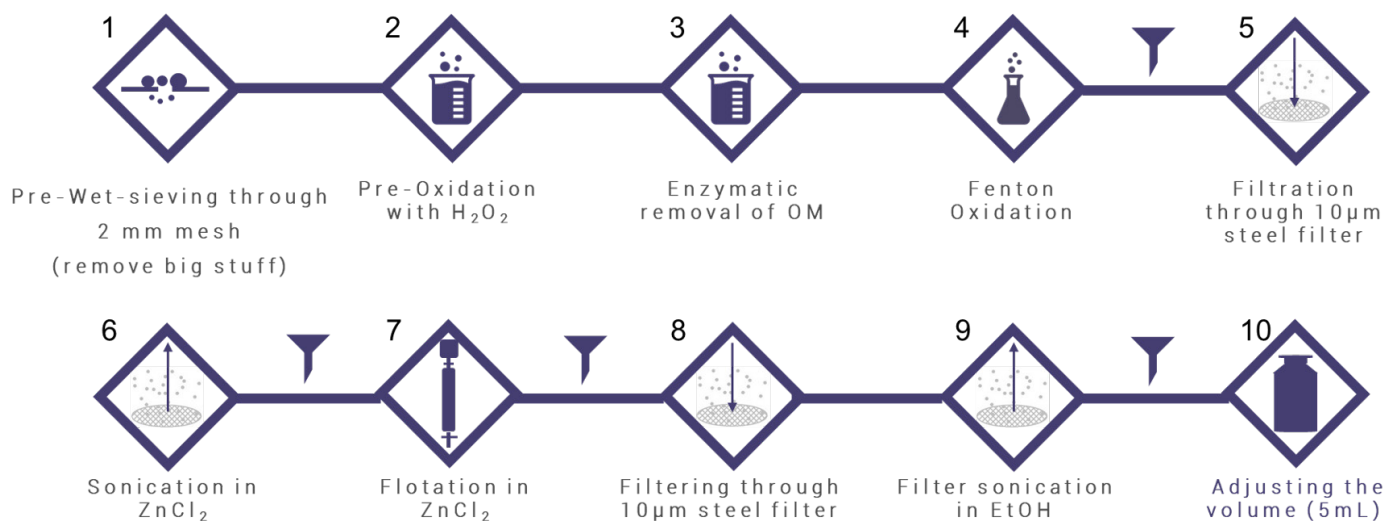 1
Pre-Wet-sieving through
2 mm mesh
(remove big stuff)
2
Pre-Oxidation
with H₂O₂
3
Enzymatic
removal of OM
4
Fenton
Oxidation
5
Filtration
through 10µm
steel filter
6
Sonication in
ZnCl₂
7
Flotation in
ZnCl₂
8
Filtering through
10µm steel filter
9
Filter sonication
in EtOH
10
Adjusting the
volume (5mL)